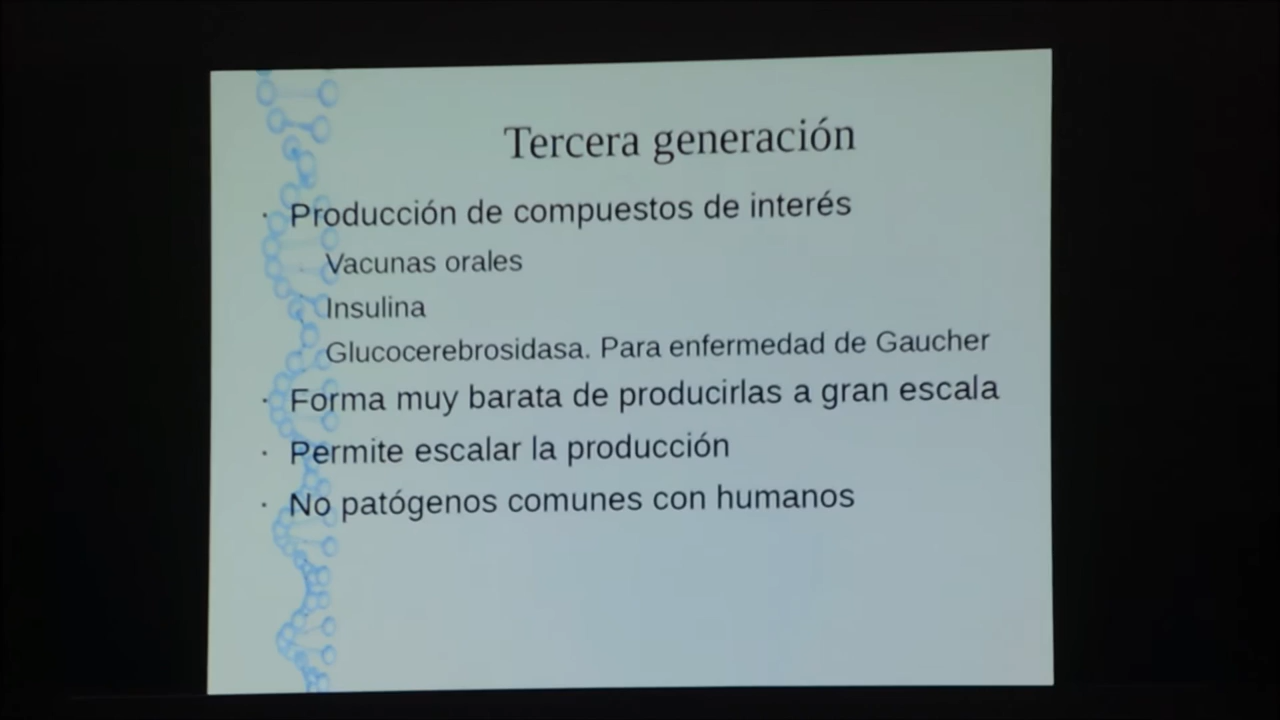 Tercera generación
· Producción de compuestos de interés
Vacunas orales
Insulina
Glucocerebrosidasa. Para enfermedad de Gaucher
· Forma muy barata de producirlas a gran escala
· Permite escalar la producción
· No patógenos comunes con humanos